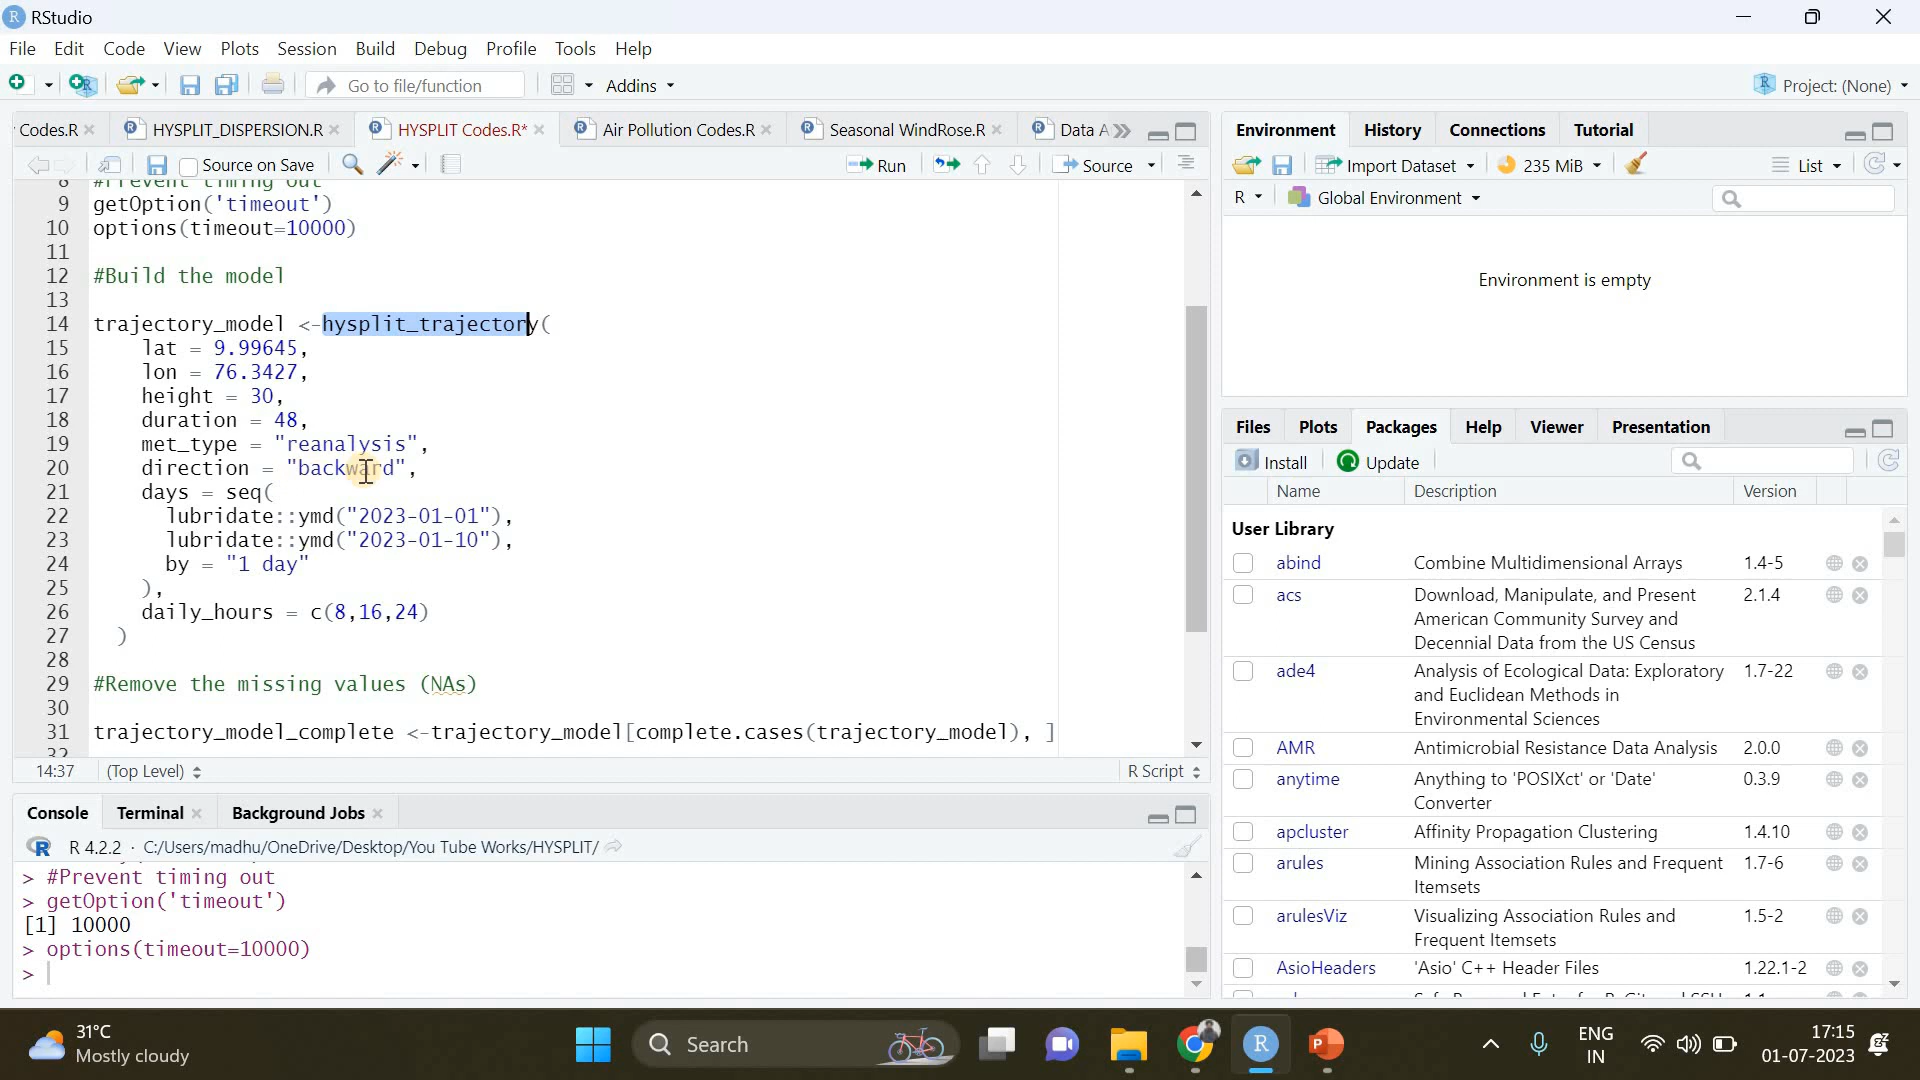 RStudio
File Edit Code View Plots Session Build Debug Profile Tools Help
Go to file/function Addins Project: (None)
Codes.R HYSPLIT_DISPERSION.R HYSPLIT Codes.R* Air Pollution Codes.R Seasonal WindRose.R Data A
Source on Save Run Source
8 #Prevent timing out
9 getOption('timeout')
10 options(timeout=10000)
11
12 #Build the model
13
14 trajectory_model <-hysplit_trajectory(
15 lat = 9.99645,
16 lon = 76.3427,
17 height = 30,
18 duration = 48,
19 met_type = "reanalysis",
20 direction = "backward",
21 days = seq(
22 lubridate::ymd("2023-01-01"),
23 lubridate::ymd("2023-01-10"),
24 by = "1 day"
25 ),
26 daily_hours = c(8,16,24)
27 )
28
29 #Remove the missing values (NAs)
30
31 trajectory_model_complete <-trajectory_model[complete.cases(trajectory_model), ]
32
14:37 (Top Level) R Script
Console Terminal Background Jobs
R 4.2.2 · C:/Users/madhu/OneDrive/Desktop/You Tube Works/HYSPLIT/
> #Prevent timing out
> getOption('timeout')
[1] 10000
> options(timeout=10000)
>
Environment History Connections Tutorial
Import Dataset 235 MiB List
R Global Environment
Environment is empty
Files Plots Packages Help Viewer Presentation
Install Update
Name Description Version
User Library
abind Combine Multidimensional Arrays 1.4-5
acs Download, Manipulate, and Present 2.1.4
American Community Survey and
Decennial Data from the US Census
ade4 Analysis of Ecological Data: Exploratory 1.7-22
and Euclidean Methods in
Environmental Sciences
AMR Antimicrobial Resistance Data Analysis 2.0.0
anytime Anything to 'POSIXct' or 'Date' 0.3.9
Converter
apcluster Affinity Propagation Clustering 1.4.10
arules Mining Association Rules and Frequent 1.7-6
Itemsets
arulesViz Visualizing Association Rules and 1.5-2
Frequent Itemsets
AsioHeaders 'Asio' C++ Header Files 1.22.1-2
31°C
Mostly cloudy
Search
ENG
IN
17:15
01-07-2023